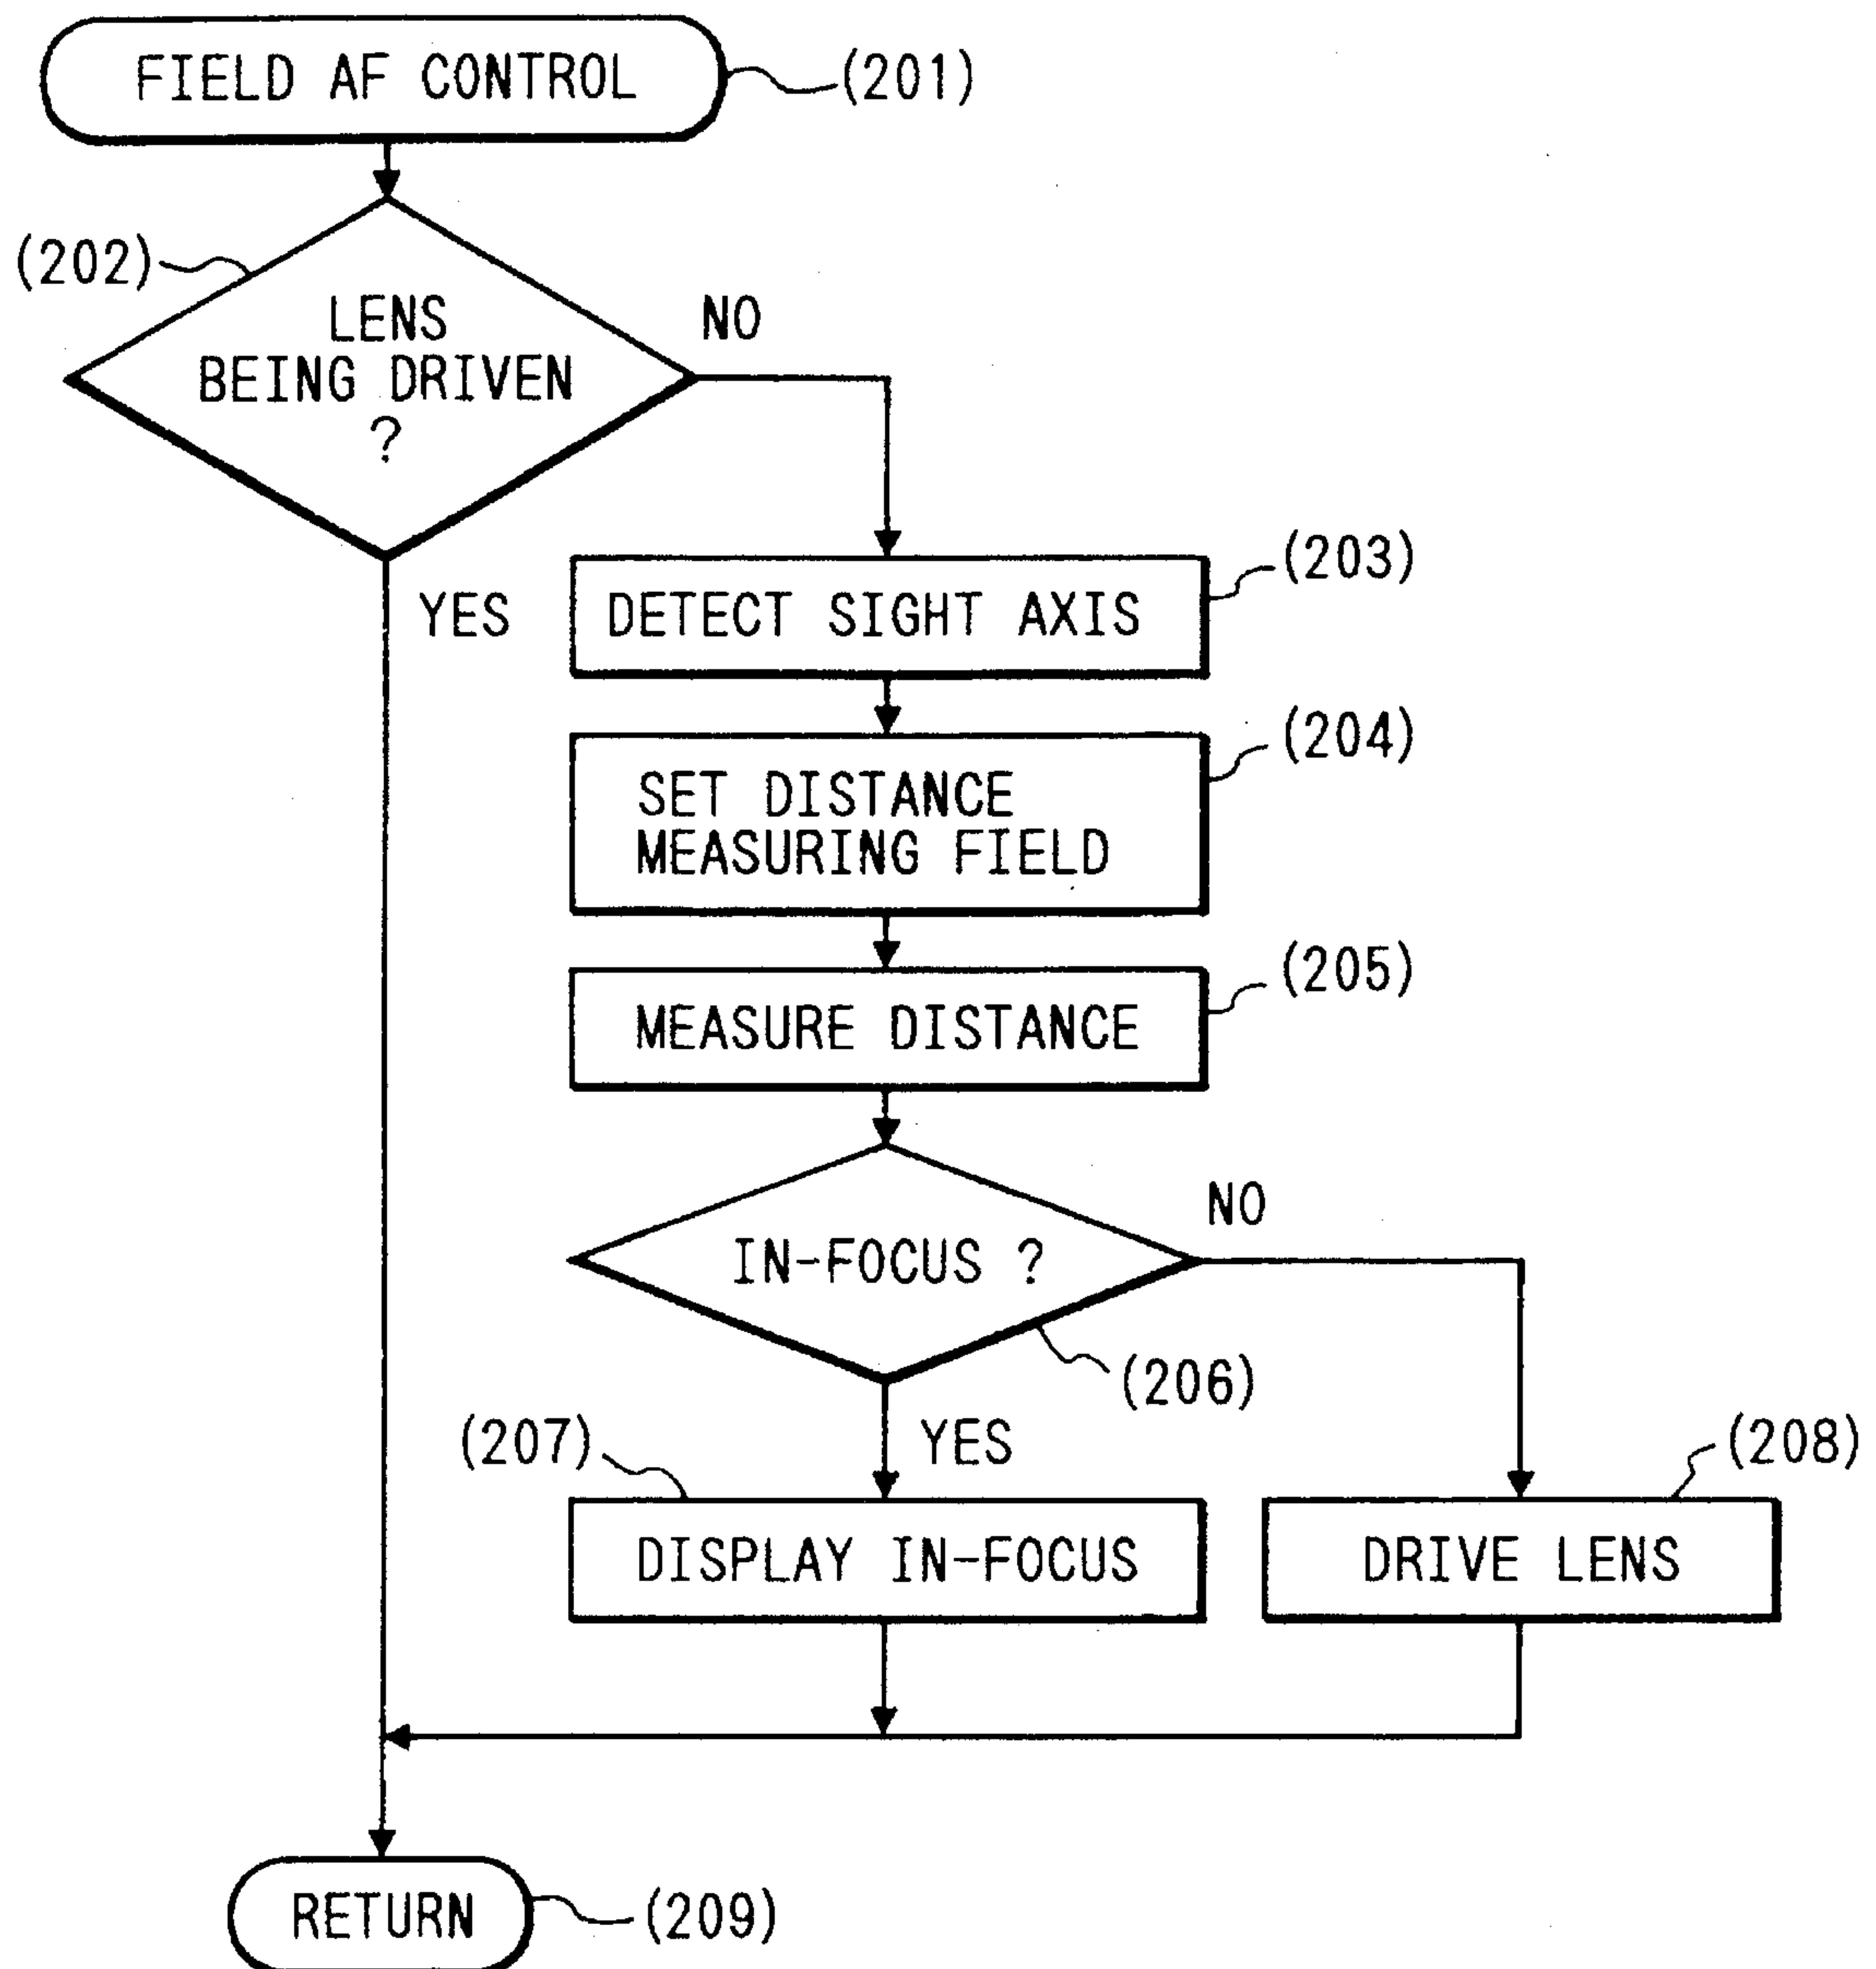 FIELD AF CONTROL
(201)
(202)
LENS
BEING DRIVEN
?
NO
YES
DETECT SIGHT AXIS
(203)
SET DISTANCE
MEASURING FIELD
(204)
MEASURE DISTANCE
(205)
IN-FOCUS ?
NO
(206)
YES
(207)
DISPLAY IN-FOCUS
(208)
DRIVE LENS
RETURN
(209)